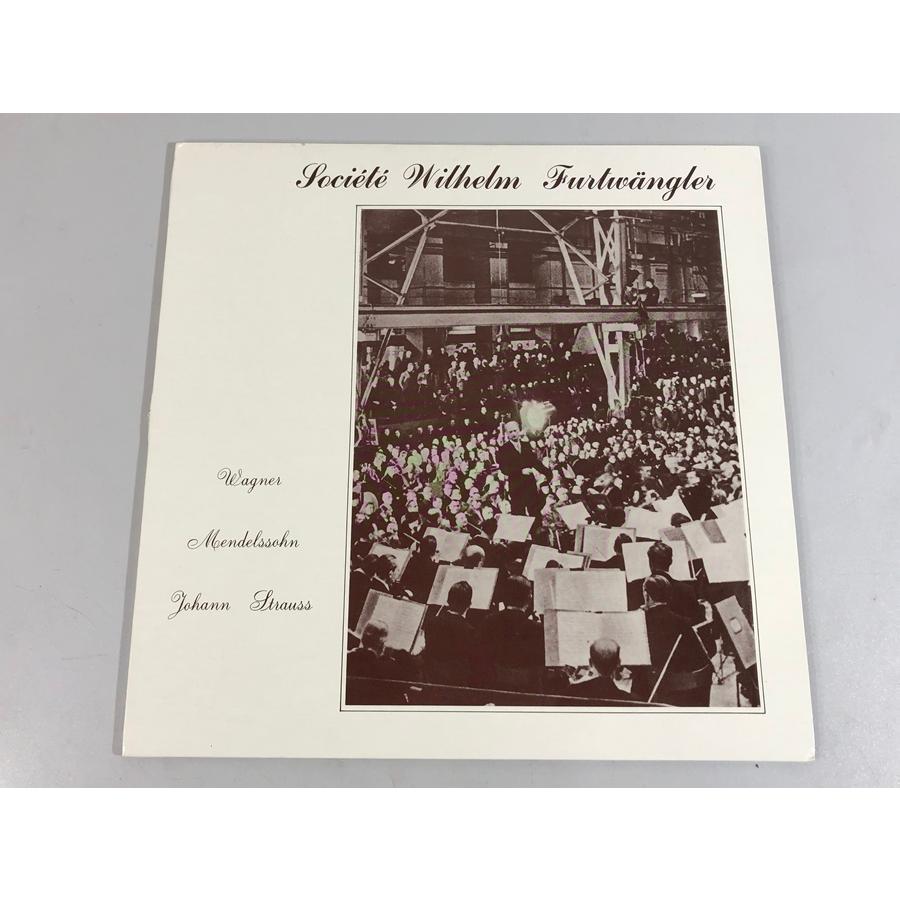 Société Wilhelm Furtwängler
Wagner
Mendelssohn
Johann Strauss